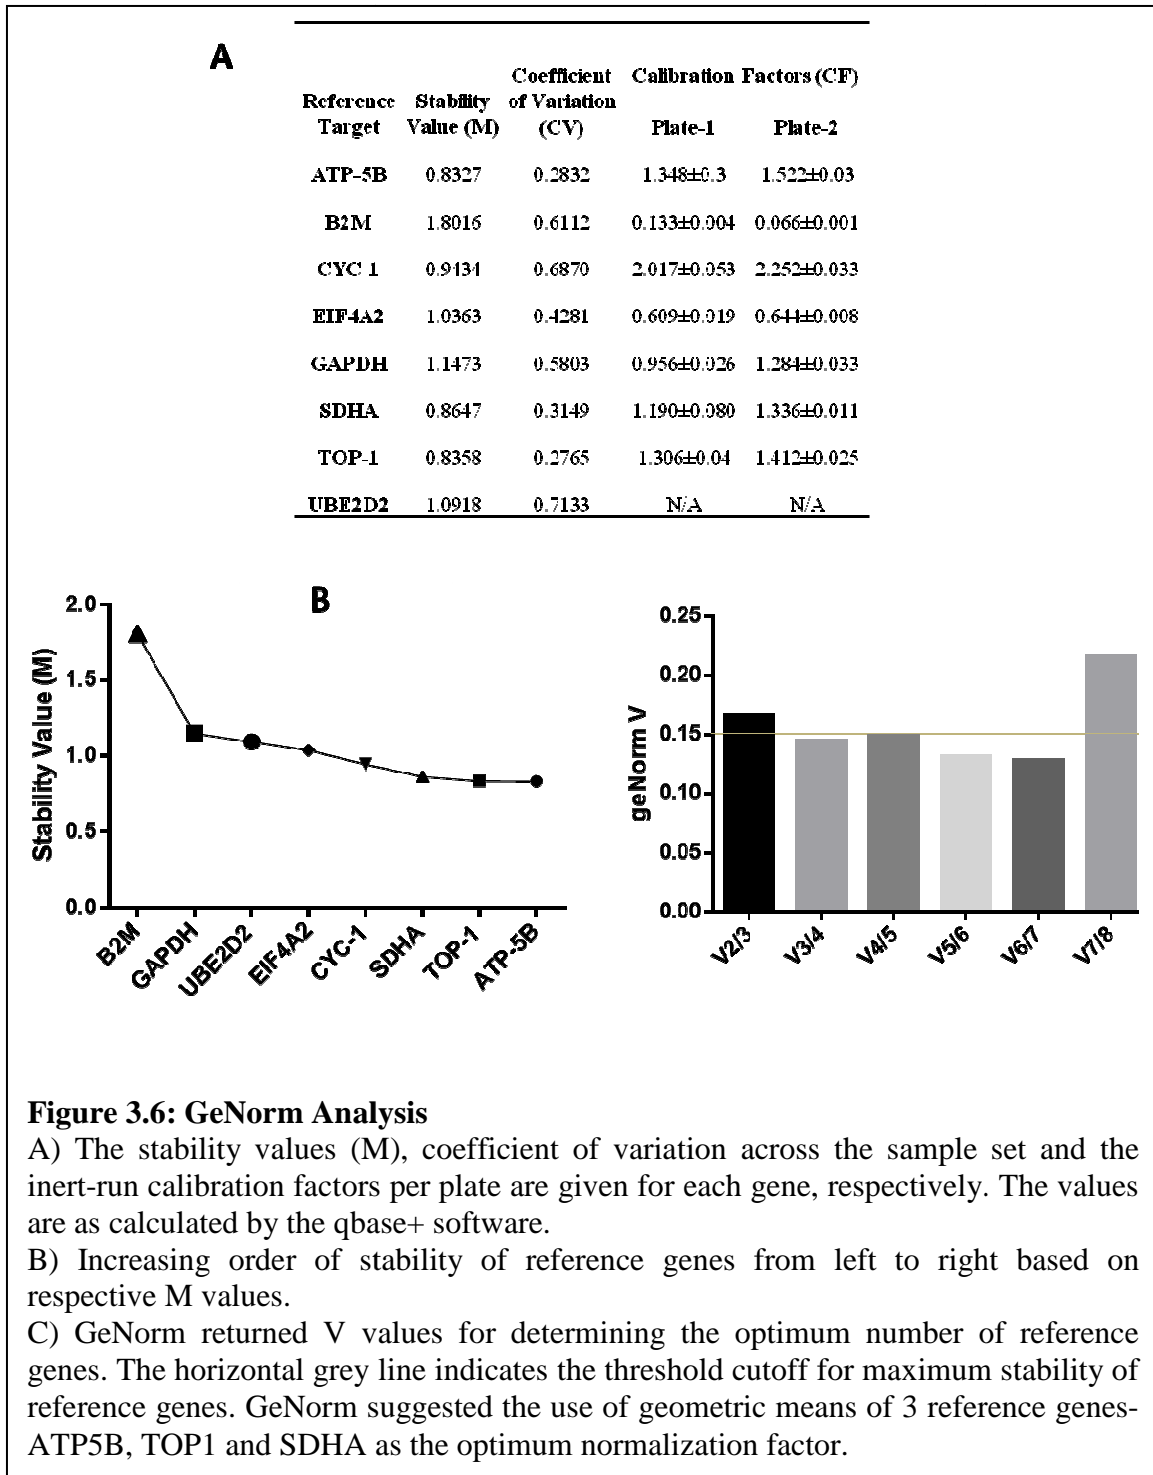 A
Coefficient Calibration Factors (CF)
Reference Stability of Variation
Target Value (M) (CV) Plate-1 Plate-2
ATP-5B 0.8327 0.2832 1.348±0.3 1.522±0.03
B2M 1.8016 0.6112 0.133±0.004 0.066±0.001
CYC 1 0.9434 0.6870 2.017±0.053 2.252±0.033
EIF4A2 1.0363 0.4281 0.609±0.019 0.644±0.008
GAPDH 1.1473 0.5803 0.956±0.026 1.284±0.033
SDHA 0.8647 0.3149 1.190±0.080 1.336±0.011
TOP-1 0.8358 0.2765 1.306±0.04 1.412±0.025
UBE2D2 1.0918 0.7133 N/A N/A
B
Stability Value (M)
2.0
1.5
1.0
0.5
0.0
B2M
GAPDH
UBE2D2
EIF4A2
CYC-1
SDHA
TOP-1
ATP-5B
geNorm V
0.25
0.20
0.15
0.10
0.05
0.00
V2/3
V3/4
V4/5
V5/6
V6/7
V7/8
Figure 3.6: GeNorm Analysis
A) The stability values (M), coefficient of variation across the sample set and the
inert-run calibration factors per plate are given for each gene, respectively. The values
are as calculated by the qbase+ software.
B) Increasing order of stability of reference genes from left to right based on
respective M values.
C) GeNorm returned V values for determining the optimum number of reference
genes. The horizontal grey line indicates the threshold cutoff for maximum stability of
reference genes. GeNorm suggested the use of geometric means of 3 reference genes-
ATP5B, TOP1 and SDHA as the optimum normalization factor.